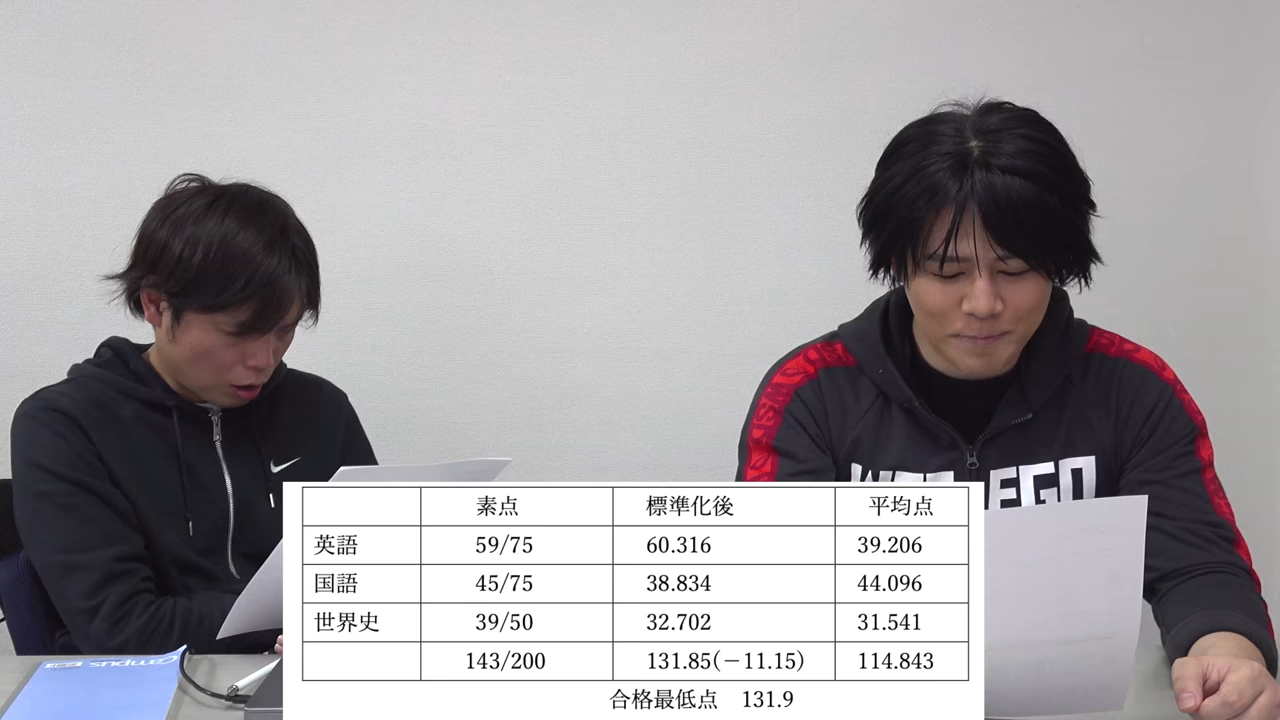 素点 標準化後 平均点
英語 59/75 60.316 39.206
国語 45/75 38.834 44.096
世界史 39/50 32.702 31.541
143/200 131.85(−11.15) 114.843
合格最低点 131.9
Campus
EGO